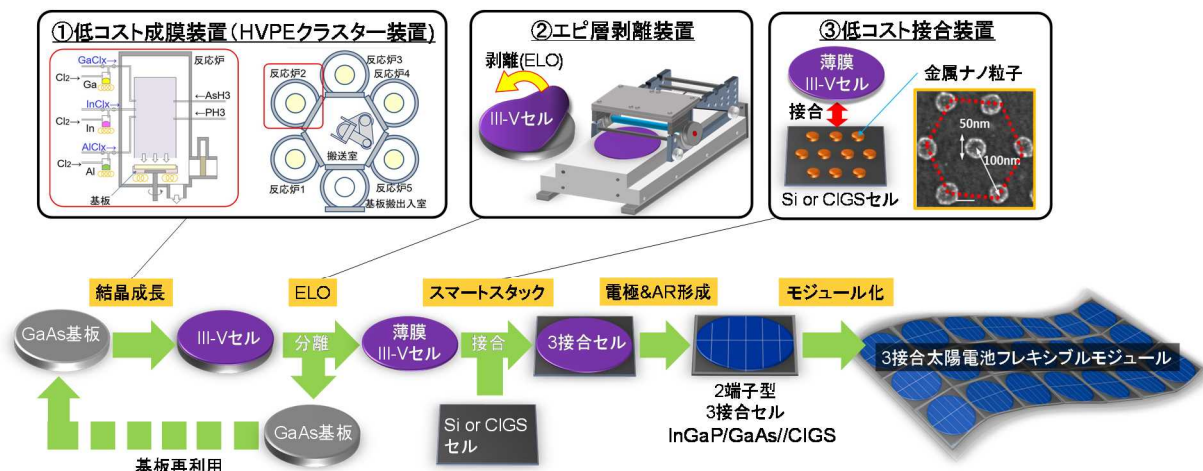 ①低コスト成膜装置(HVPEクラスター装置)
GaClx→
Cl2→
Ga
InClx→
Cl2→
In
AlClx→
Cl2→
Al
反応炉
←AsH3
←PH3
基板
反応炉3
反応炉2
反応炉4
搬送室
反応炉1
反応炉5
基板搬出入室
②エピ層剥離装置
剥離(ELO)
III-Vセル
③低コスト接合装置
薄膜
III-Vセル
接合
Si or CIGSセル
金属ナノ粒子
50nm
100nm
結晶成長
ELO
スマートスタック
電極&AR形成
モジュール化
GaAs基板
III-Vセル
分離
薄膜
III-Vセル
接合
3接合セル
3接合太陽電池フレキシブルモジュール
GaAs基板
基板再利用
Si or CIGS
セル
2端子型
3接合セル
InGaP/GaAs//CIGS